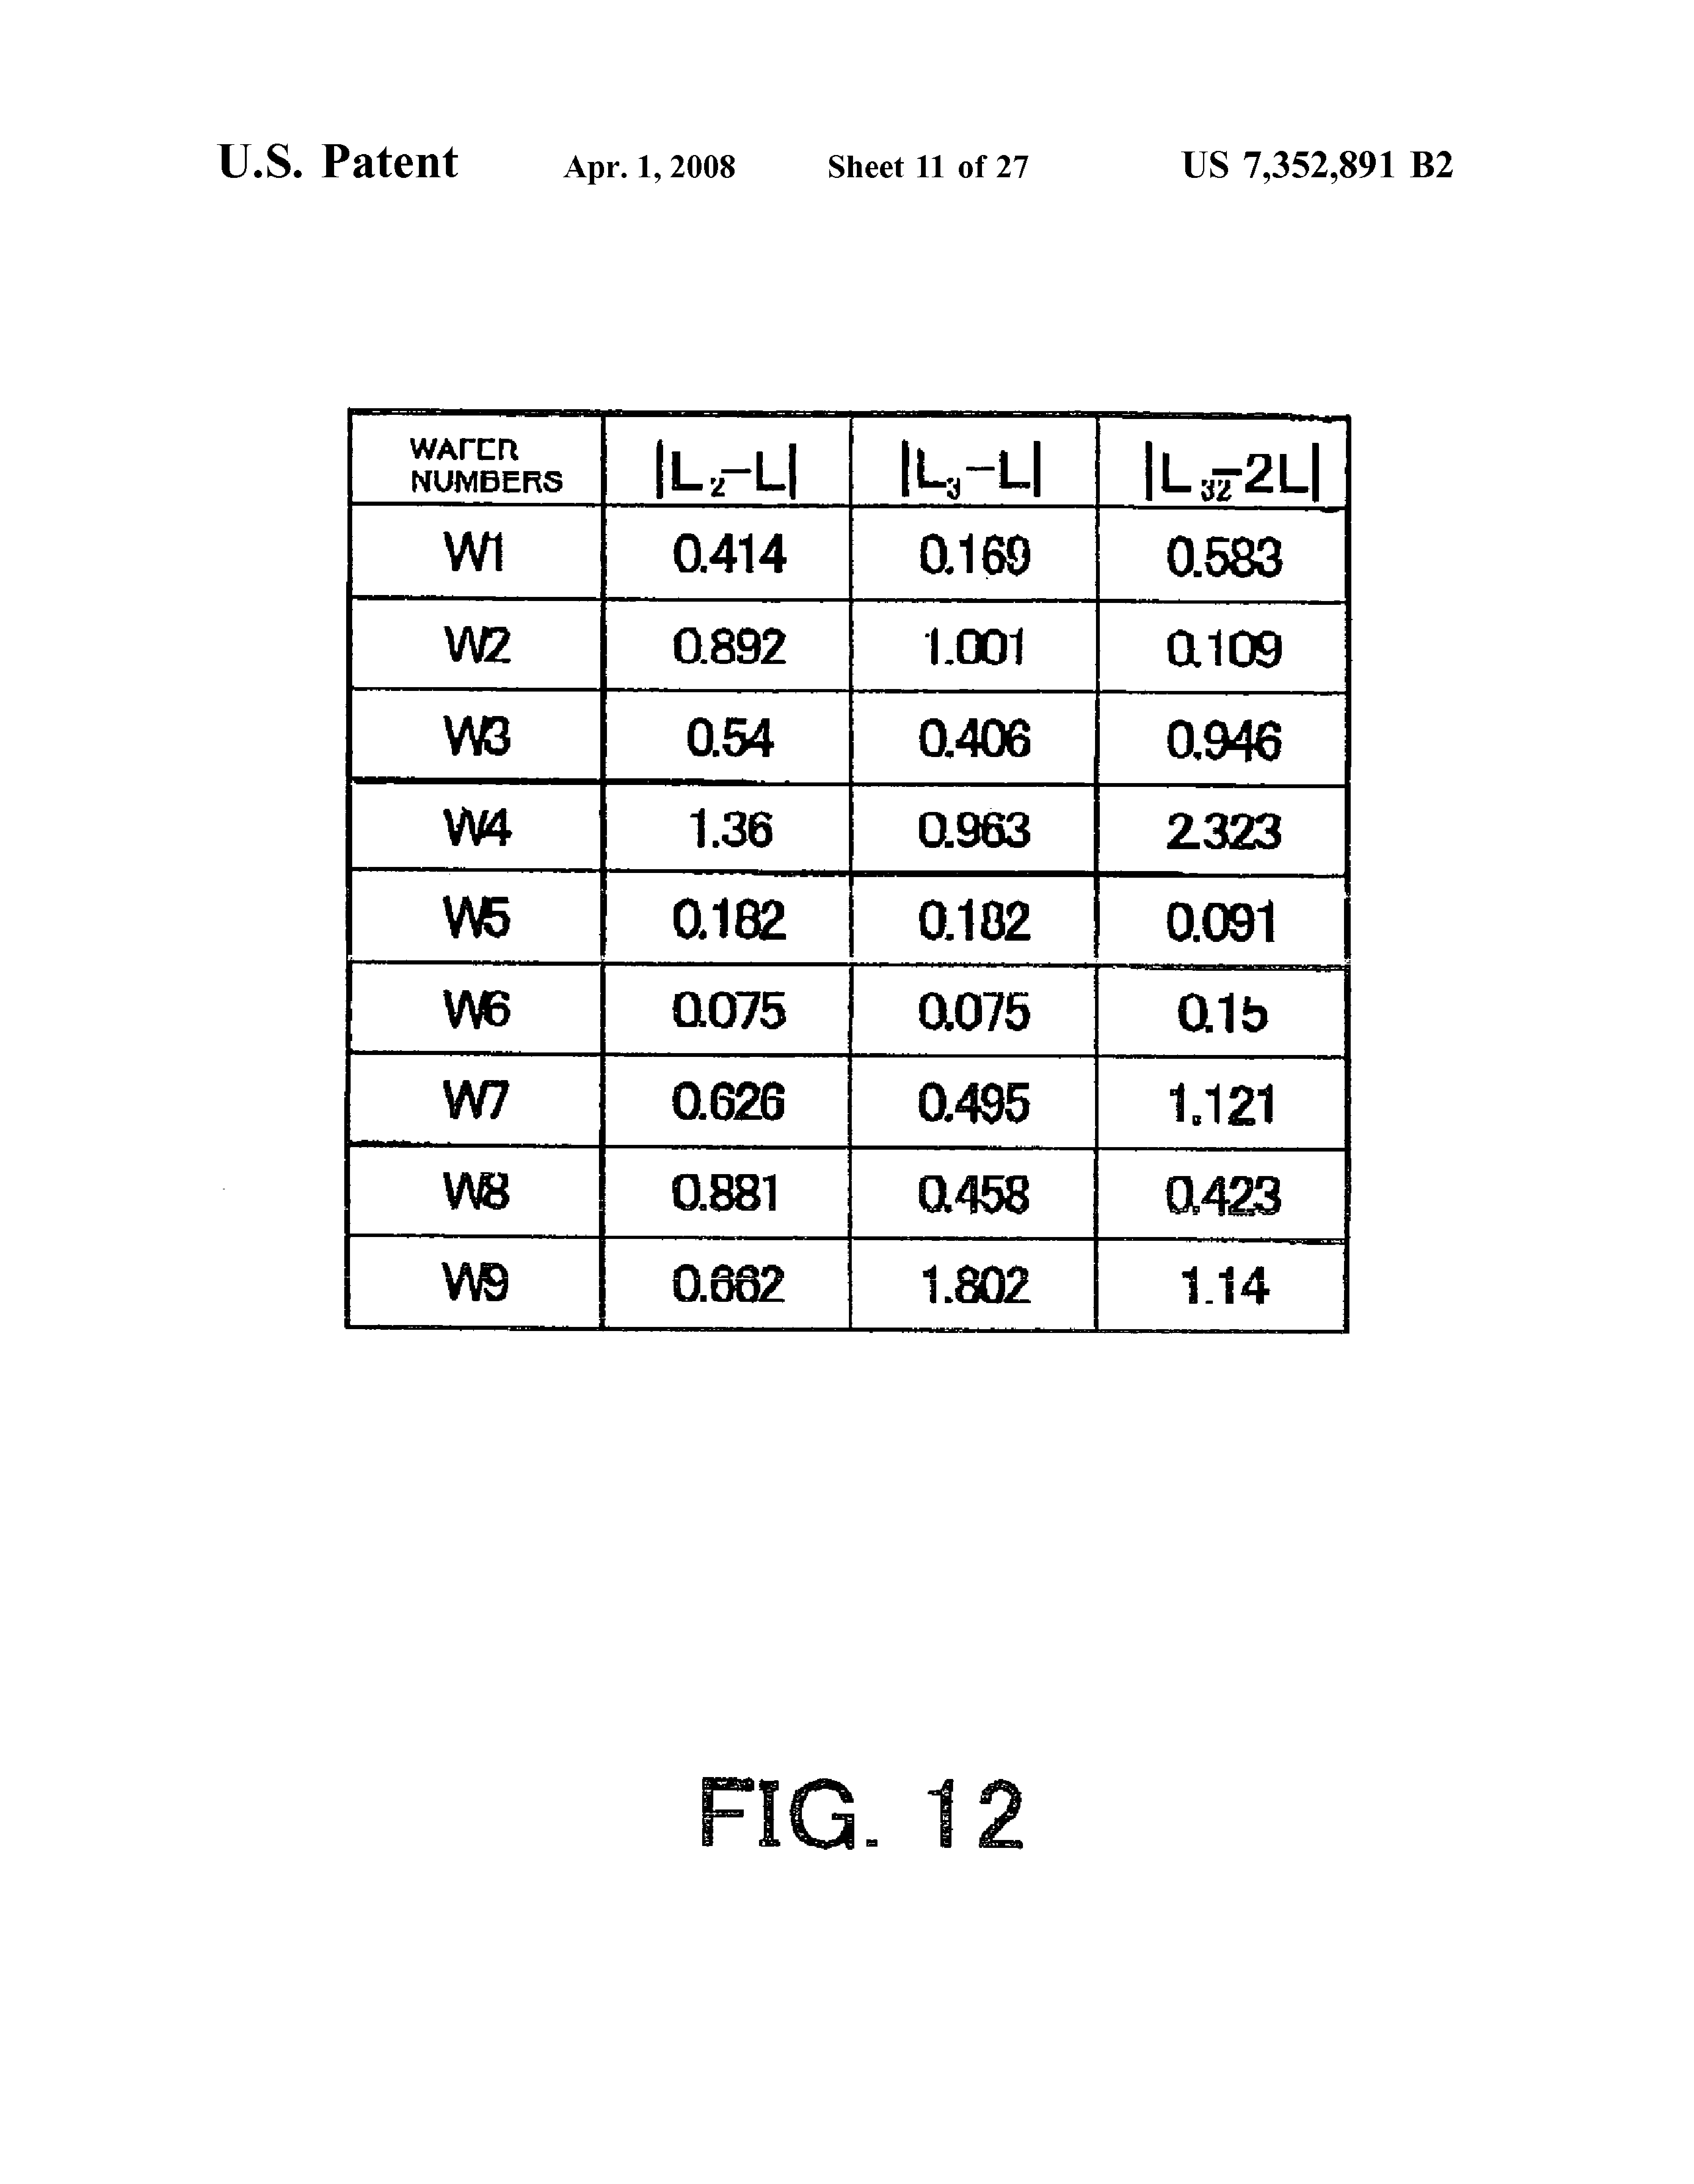 U.S. Patent Apr. 1, 2008 Sheet 11 of 27 US 7,352,891 B2
WAFER
NUMBERS |L₂-L| |L₃-L| |L₃₂-2L|
W1 0.414 0.169 0.583
W2 0.892 1.001 0.109
W3 0.54 0.406 0.946
W4 1.36 0.963 2.323
W5 0.182 0.182 0.091
W6 0.075 0.075 0.15
W7 0.626 0.495 1.121
W8 0.881 0.458 0.423
W9 0.662 1.802 1.14
FIG. 12